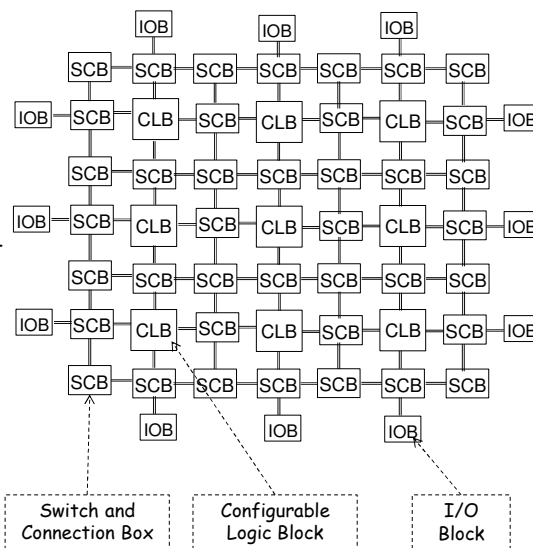 IOB IOB IOB
SCB SCB SCB SCB SCB SCB SCB
IOB SCB CLB SCB CLB SCB CLB SCB IOB
SCB SCB SCB SCB SCB SCB SCB
IOB SCB CLB SCB CLB SCB CLB SCB IOB
SCB SCB SCB SCB SCB SCB SCB
IOB SCB CLB SCB CLB SCB CLB SCB IOB
SCB SCB SCB SCB SCB SCB SCB
IOB IOB IOB
Switch and
Connection Box
Configurable
Logic Block
I/O
Block